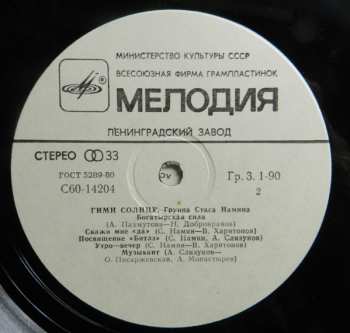 МИНИСТЕРСТВО КУЛЬТУРЫ СССР
ВСЕСОЮЗНАЯ ФИРМА ГРАМПЛАСТИНОК
МЕЛОДИЯ
ЛЕНИНГРАДСКИЙ ЗАВОД
СТЕРЕО 33
ГОСТ 5289-80
Гр. 3. 1-90
С60-14204
2
ГИМН СОЛНЦУ. Группа Стаса Намина
Богатырская сила
(А. Пахмутова— Н. Добронравов)
Скажи мне «да» (С. Намин—В. Харитонов)
Посвящение «Битлз» (С. Намин, А. Слизунов)
Утро—вечер (С. Намин—В. Харитонов)
Музыкант (А. Слизунов—
О. Писаржевская, А. Монастырев)